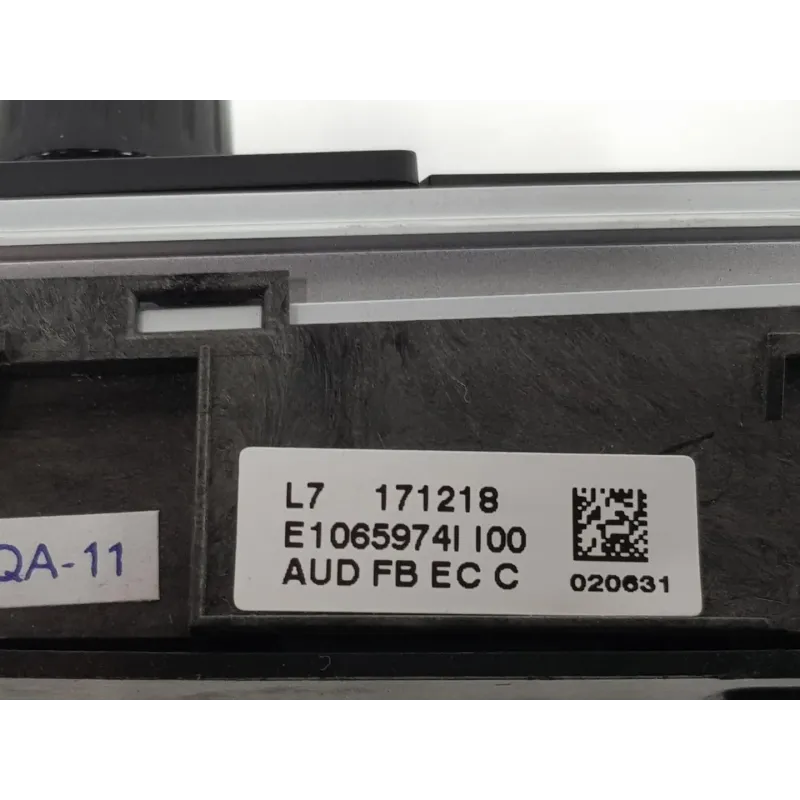 L7 171218
E1065974I I00
AUD FB EC C
020631
QA-11